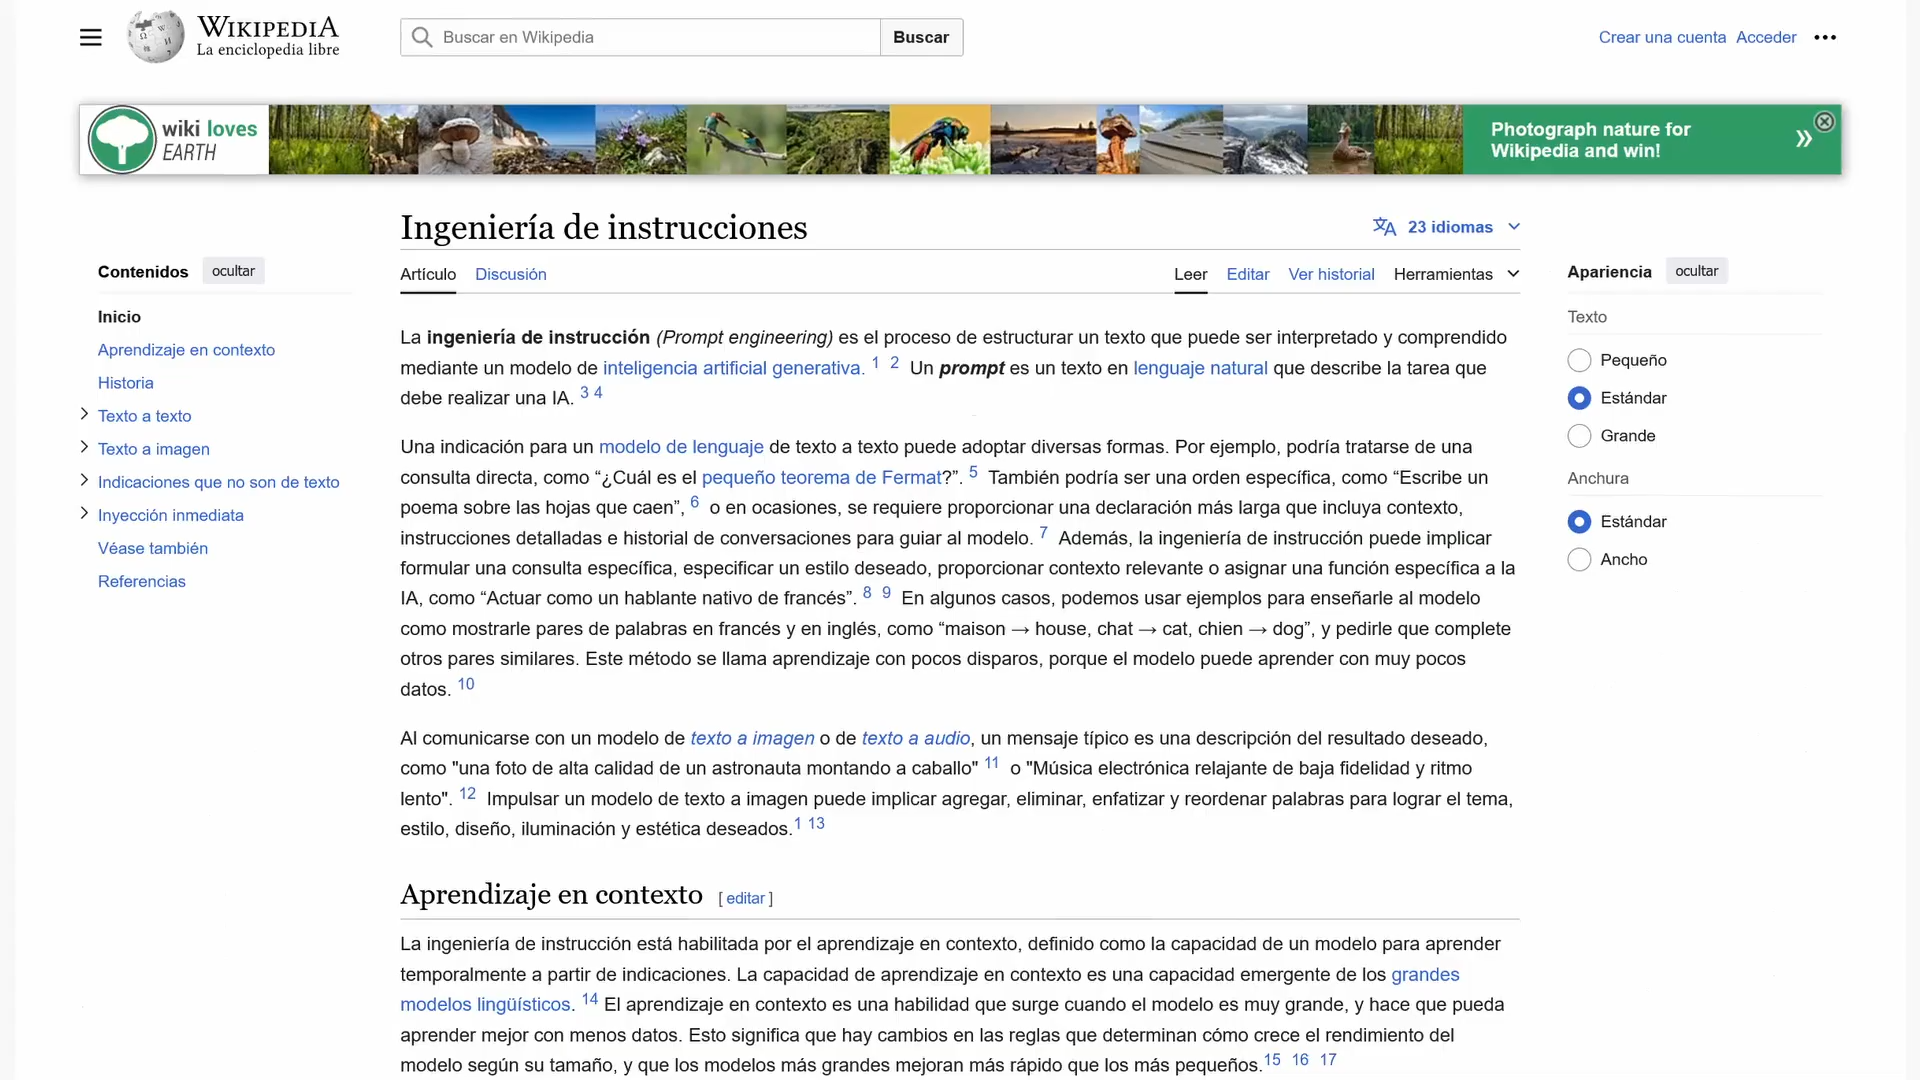 WIKIPEDIA
La enciclopedia libre
Buscar en Wikipedia
Buscar
Crear una cuenta Acceder
wiki loves
EARTH
Photograph nature for
Wikipedia and win!
Ingeniería de instrucciones
23 idiomas
Contenidos ocultar
Artículo Discusión
Leer Editar Ver historial Herramientas
Apariencia ocultar
Inicio
Aprendizaje en contexto
Historia
Texto a texto
Texto a imagen
Indicaciones que no son de texto
Inyección inmediata
Véase también
Referencias
La ingeniería de instrucción (Prompt engineering) es el proceso de estructurar un texto que puede ser interpretado y comprendido
mediante un modelo de inteligencia artificial generativa. 1 2 Un prompt es un texto en lenguaje natural que describe la tarea que
debe realizar una IA. 3 4
Una indicación para un modelo de lenguaje de texto a texto puede adoptar diversas formas. Por ejemplo, podría tratarse de una
consulta directa, como “¿Cuál es el pequeño teorema de Fermat?”. 5 También podría ser una orden específica, como “Escribe un
poema sobre las hojas que caen”, 6 o en ocasiones, se requiere proporcionar una declaración más larga que incluya contexto,
instrucciones detalladas e historial de conversaciones para guiar al modelo. 7 Además, la ingeniería de instrucción puede implicar
formular una consulta específica, especificar un estilo deseado, proporcionar contexto relevante o asignar una función específica a la
IA, como “Actuar como un hablante nativo de francés”. 8 9 En algunos casos, podemos usar ejemplos para enseñarle al modelo
como mostrarle pares de palabras en francés y en inglés, como “maison → house, chat → cat, chien → dog”, y pedirle que complete
otros pares similares. Este método se llama aprendizaje con pocos disparos, porque el modelo puede aprender con muy pocos
datos. 10
Al comunicarse con un modelo de texto a imagen o de texto a audio, un mensaje típico es una descripción del resultado deseado,
como "una foto de alta calidad de un astronauta montando a caballo" 11 o "Música electrónica relajante de baja fidelidad y ritmo
lento". 12 Impulsar un modelo de texto a imagen puede implicar agregar, eliminar, enfatizar y reordenar palabras para lograr el tema,
estilo, diseño, iluminación y estética deseados.1 13
Aprendizaje en contexto [ editar ]
La ingeniería de instrucción está habilitada por el aprendizaje en contexto, definido como la capacidad de un modelo para aprender
temporalmente a partir de indicaciones. La capacidad de aprendizaje en contexto es una capacidad emergente de los grandes
modelos lingüísticos. 14 El aprendizaje en contexto es una habilidad que surge cuando el modelo es muy grande, y hace que pueda
aprender mejor con menos datos. Esto significa que hay cambios en las reglas que determinan cómo crece el rendimiento del
modelo según su tamaño, y que los modelos más grandes mejoran más rápido que los más pequeños.15 16 17
Texto
Pequeño
Estándar
Grande
Anchura
Estándar
Ancho